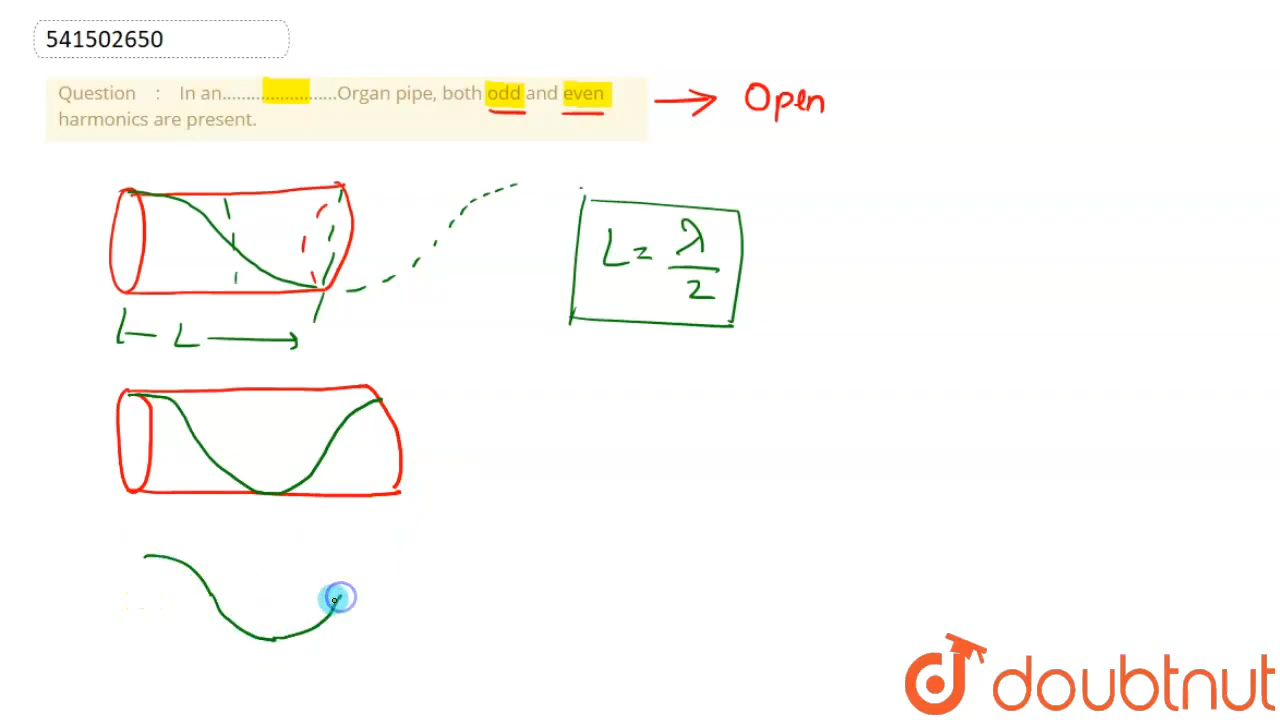 541502650
Question : In an.......................Organ pipe, both odd and even → Open
harmonics are present.
L = λ/2
L
doubtnut